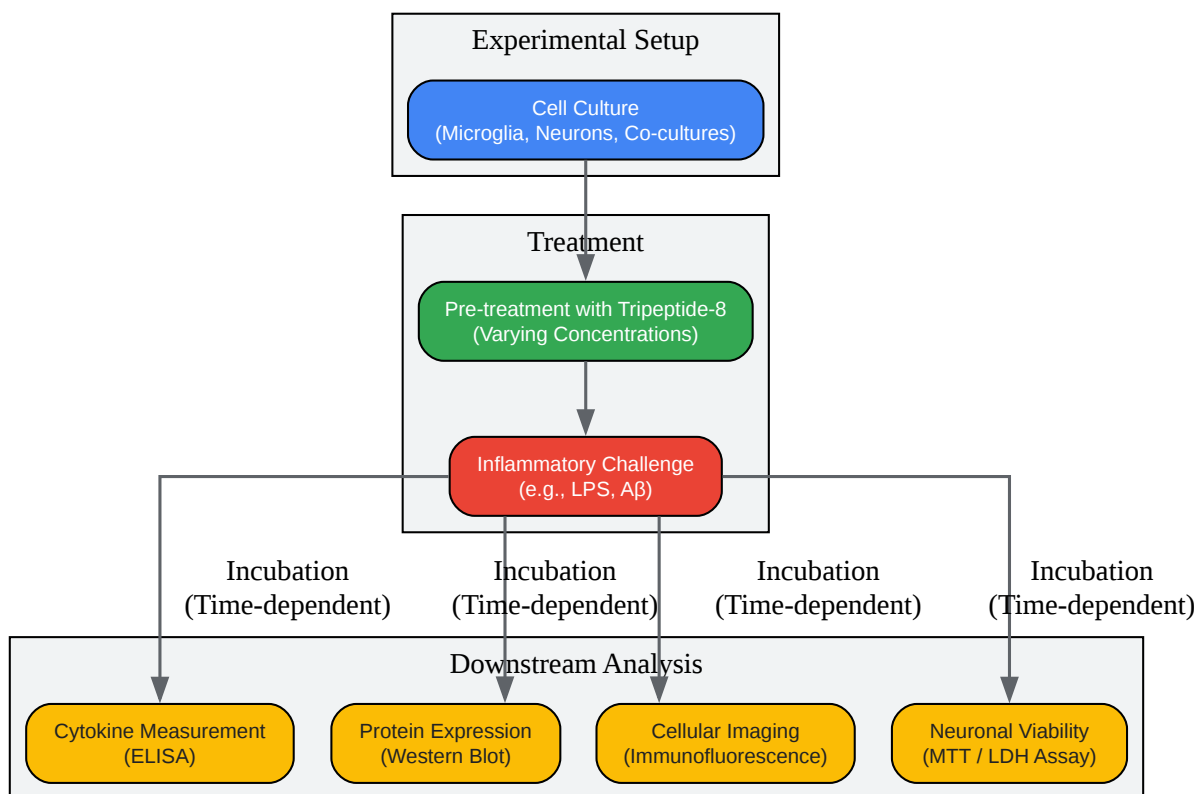 Experimental Setup
Cell Culture
(Microglia, Neurons, Co-cultures)
Treatment
Pre-treatment with Tripeptide-8
(Varying Concentrations)
Inflammatory Challenge
(e.g., LPS, Aβ)
Incubation
(Time-dependent)
Incubation
(Time-dependent)
Incubation
(Time-dependent)
Incubation
(Time-dependent)
Downstream Analysis
Cytokine Measurement
(ELISA)
Protein Expression
(Western Blot)
Cellular Imaging
(Immunofluorescence)
Neuronal Viability
(MTT / LDH Assay)